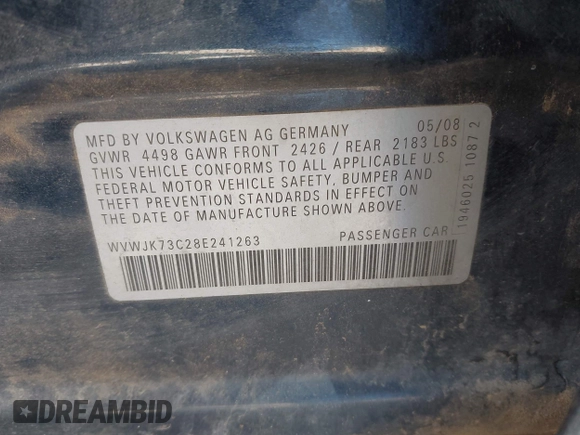 MFD BY VOLKSWAGEN AG GERMANY 05/08
GVWR 4498 GAWR FRONT 2426 / REAR 2183 LBS
THIS VEHICLE CONFORMS TO ALL APPLICABLE U.S
FEDERAL MOTOR VEHICLE SAFETY, BUMPER AND
THEFT PREVENTION STANDARDS IN EFFECT ON
THE DATE OF MANUFACTURE SHOWN ABOVE.
WVWJK73C28E241263 PASSENGER CAR
1946025 1087 2
DREAMBID